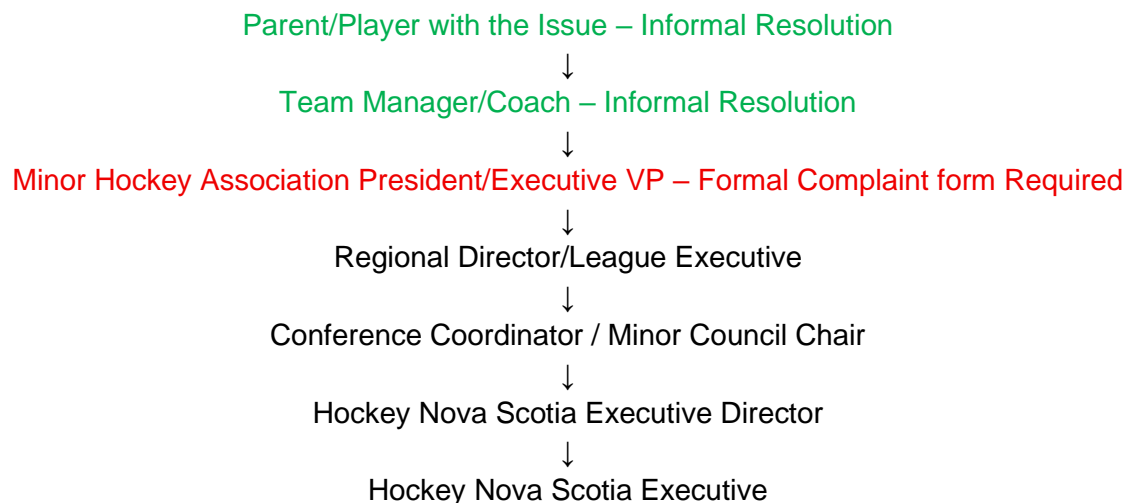 Parent/Player with the Issue – Informal Resolution
↓
Team Manager/Coach – Informal Resolution
↓
Minor Hockey Association President/Executive VP – Formal Complaint form Required
↓
Regional Director/League Executive
↓
Conference Coordinator / Minor Council Chair
↓
Hockey Nova Scotia Executive Director
↓
Hockey Nova Scotia Executive